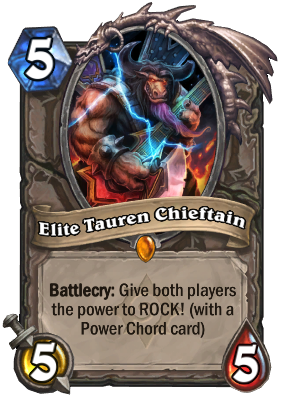 5
Elite Tauren Chieftain
Battlecry: Give both players
the power to ROCK! (with a
Power Chord card)
5
5